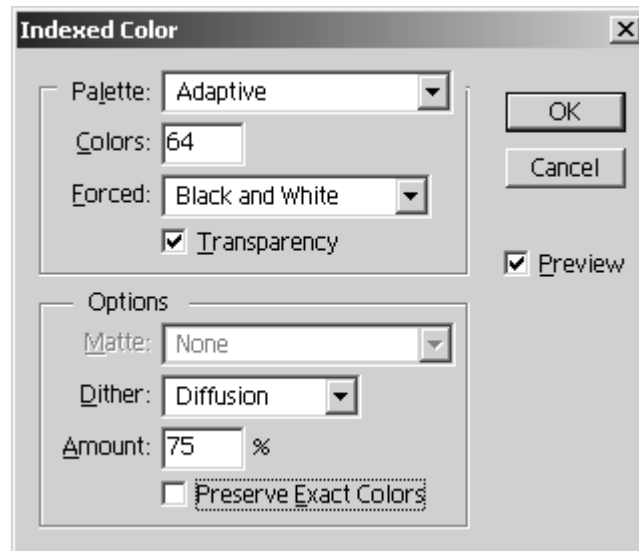 Indexed Color
Palette: Adaptive
OK
Colors: 64
Cancel
Forced: Black and White
Transparency
Preview
Options
Matte: None
Dither: Diffusion
Amount: 75 %
Preserve Exact Colors